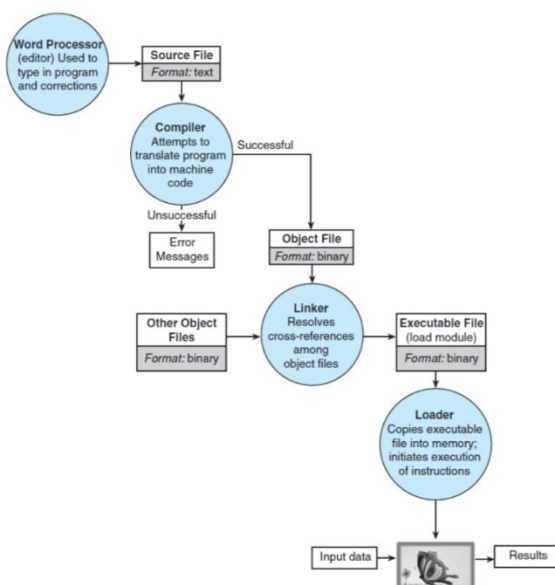 Word Processor
(editor) Used to
type in program
and corrections
Source File
Format: text
Compiler
Attempts to
translate program
into machine
code
Successful
Unsuccessful
Error
Messages
Object File
Format: binary
Other Object
Files
Format: binary
Linker
Resolves
cross-references
among
object files
Executable File
(load module)
Format: binary
Loader
Copies executable
file into memory;
initiates execution
of instructions
Input data
Results